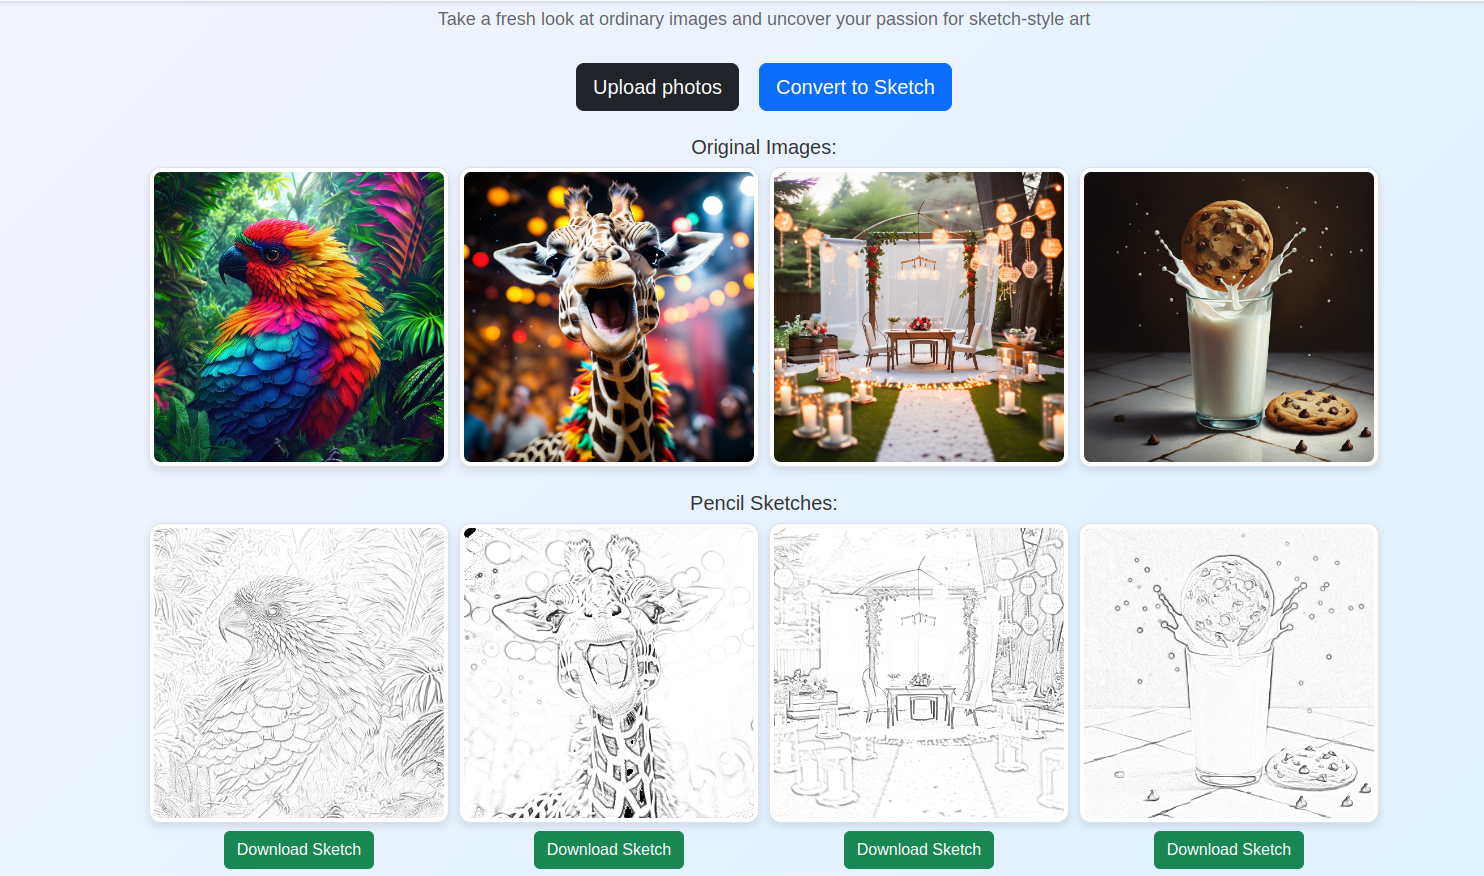 Take a fresh look at ordinary images and uncover your passion for sketch-style art
Upload photos
Convert to Sketch
Original Images:
Pencil Sketches:
Download Sketch
Download Sketch
Download Sketch
Download Sketch